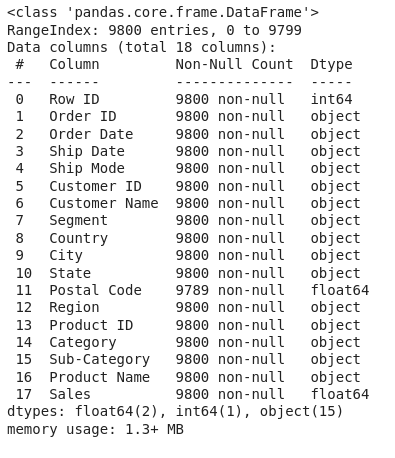 <class 'pandas.core.frame.DataFrame'>
RangeIndex: 9800 entries, 0 to 9799
Data columns (total 18 columns):
 #   Column         Non-Null Count  Dtype
---  ------         --------------  -----
 0   Row ID         9800 non-null   int64
 1   Order ID       9800 non-null   object
 2   Order Date     9800 non-null   object
 3   Ship Date      9800 non-null   object
 4   Ship Mode      9800 non-null   object
 5   Customer ID    9800 non-null   object
 6   Customer Name  9800 non-null   object
 7   Segment        9800 non-null   object
 8   Country        9800 non-null   object
 9   City           9800 non-null   object
 10  State          9800 non-null   object
 11  Postal Code    9789 non-null   float64
 12  Region         9800 non-null   object
 13  Product ID     9800 non-null   object
 14  Category       9800 non-null   object
 15  Sub-Category   9800 non-null   object
 16  Product Name   9800 non-null   object
 17  Sales          9800 non-null   float64
dtypes: float64(2), int64(1), object(15)
memory usage: 1.3+ MB